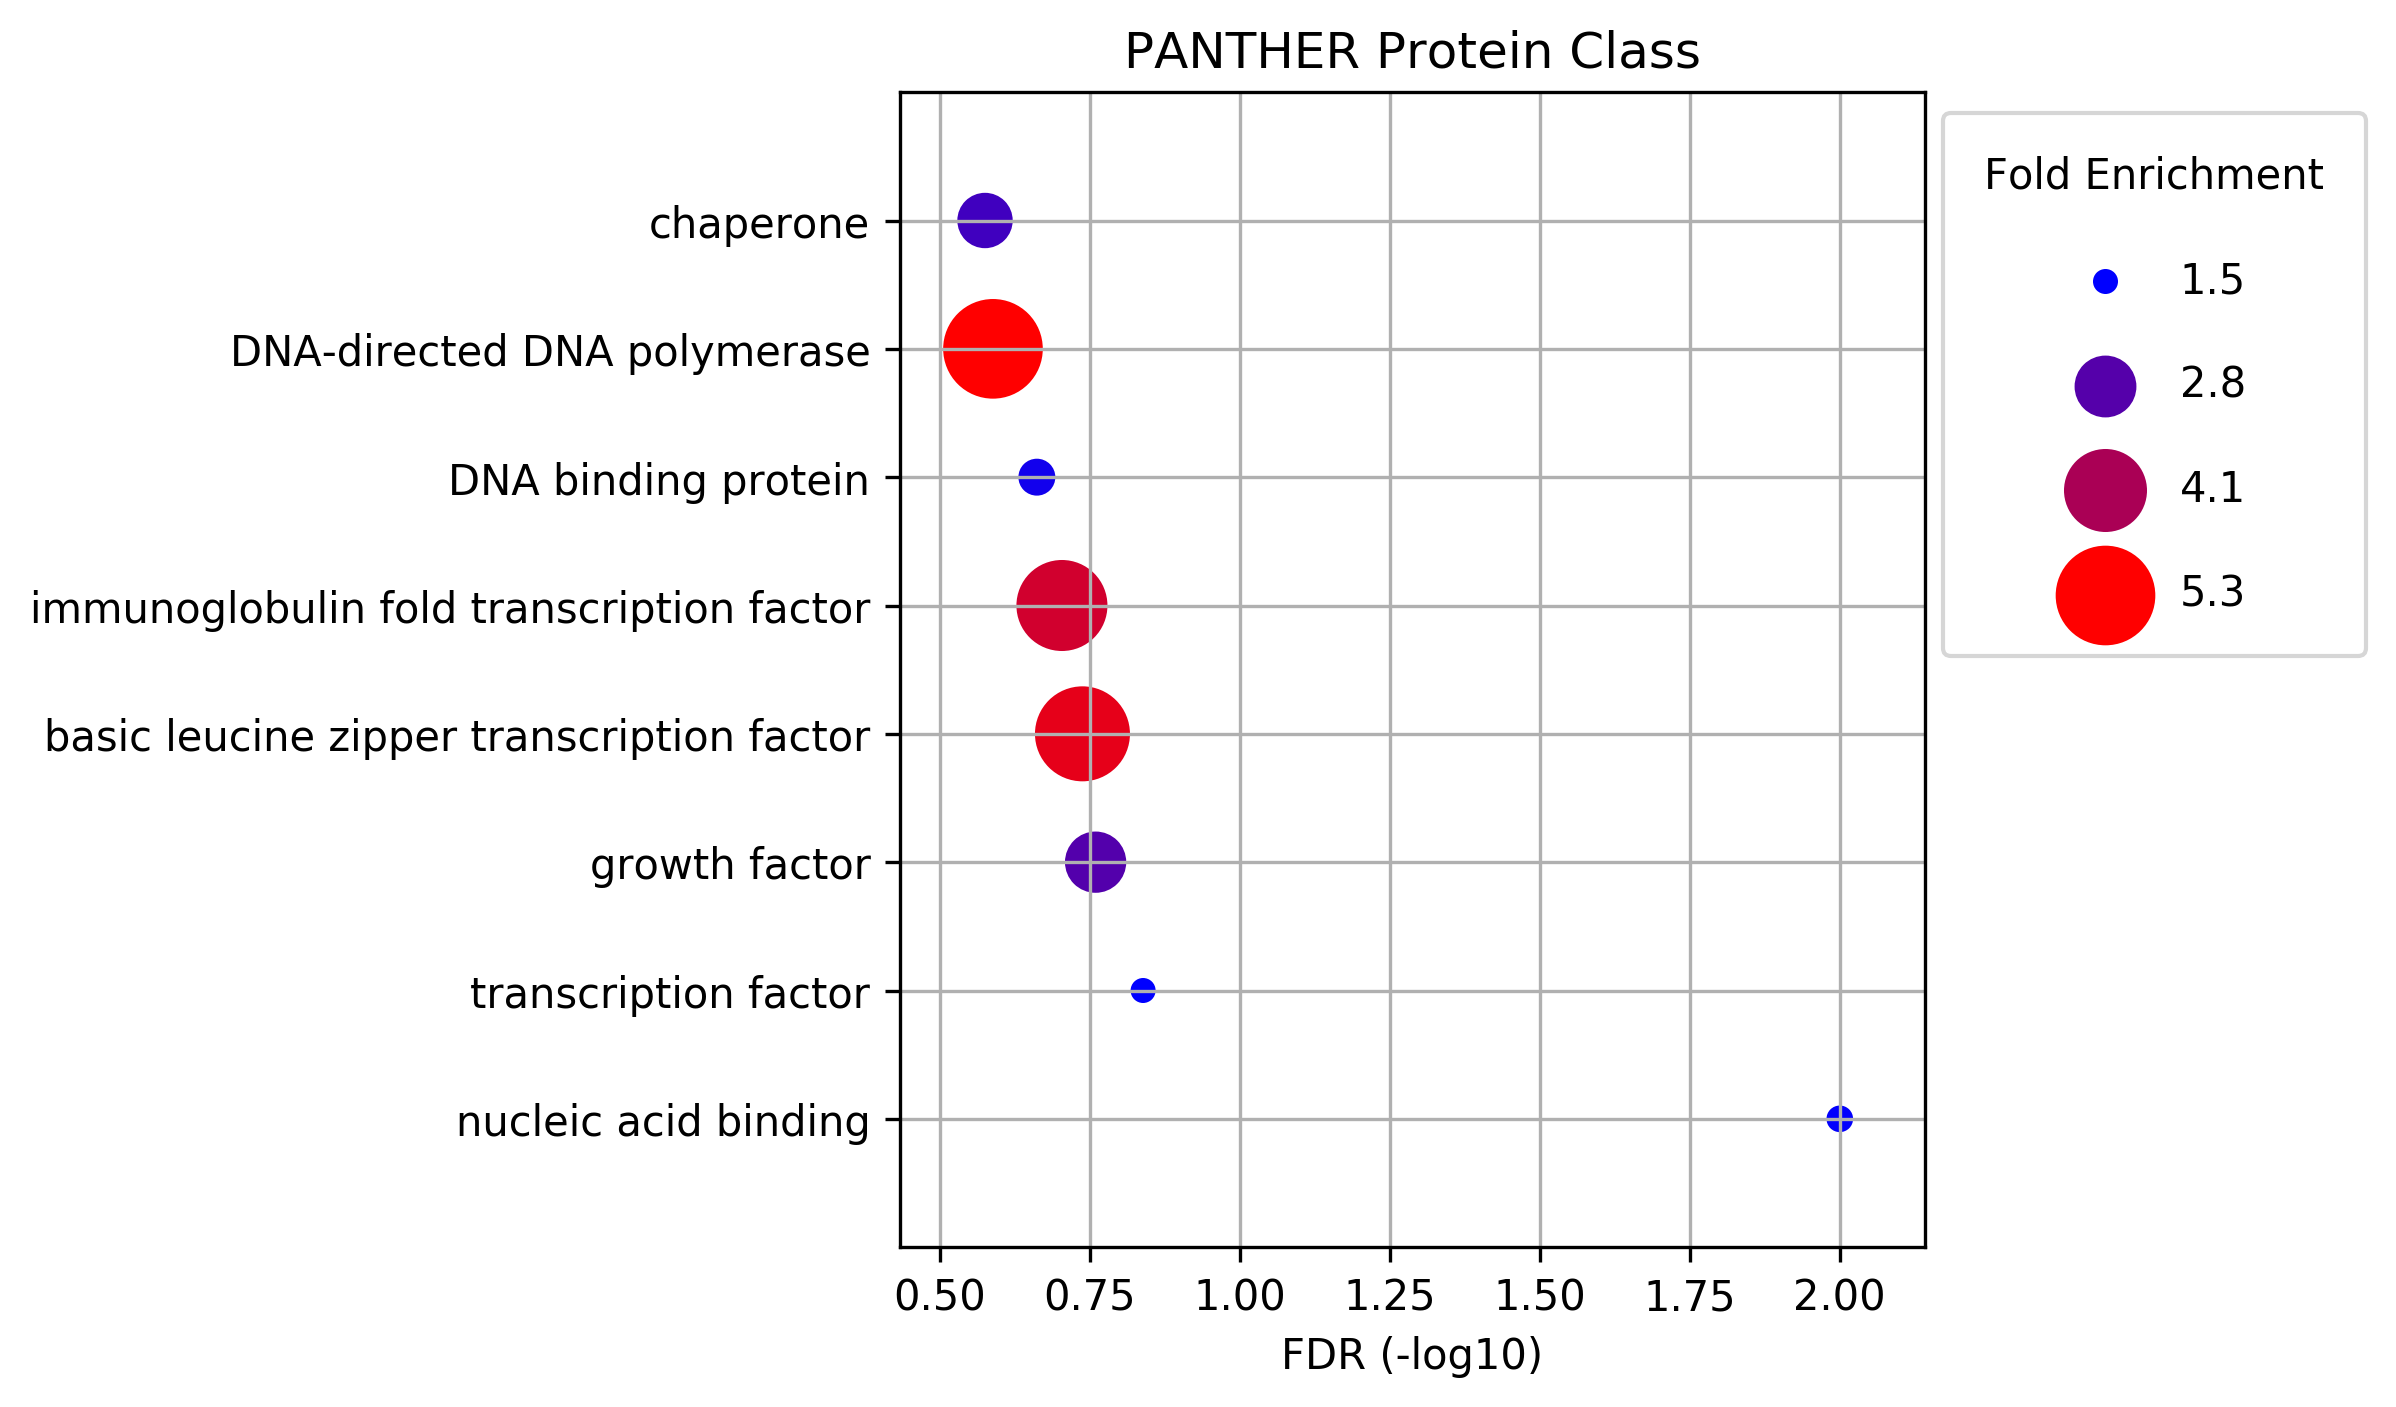 PANTHER Protein Class
chaperone
DNA-directed DNA polymerase
DNA binding protein
immunoglobulin fold transcription factor
basic leucine zipper transcription factor
growth factor
transcription factor
nucleic acid binding
0.50 0.75 1.00 1.25 1.50 1.75 2.00
FDR (-log10)
Fold Enrichment
1.5
2.8
4.1
5.3